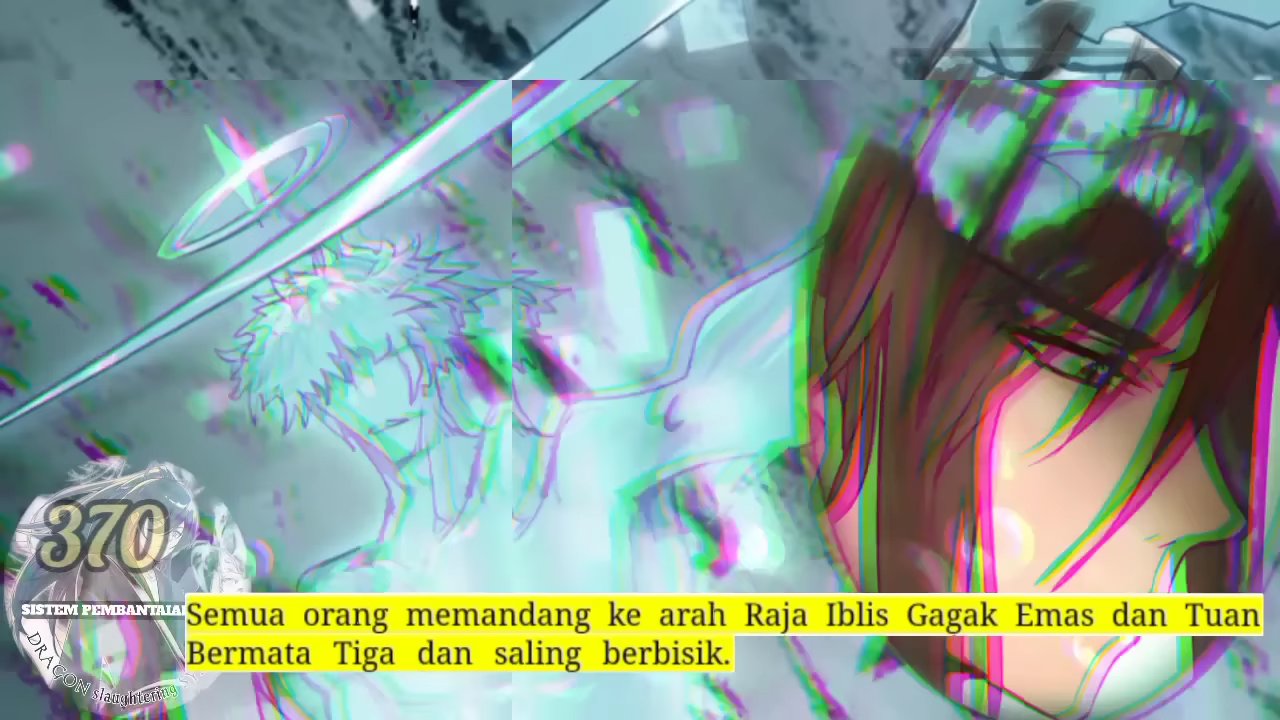 370
SISTEM PEMBANTAIAN
DRAGON slaughtering
Semua orang memandang ke arah Raja Iblis Gagak Emas dan Tuan
Bermata Tiga dan saling berbisik.